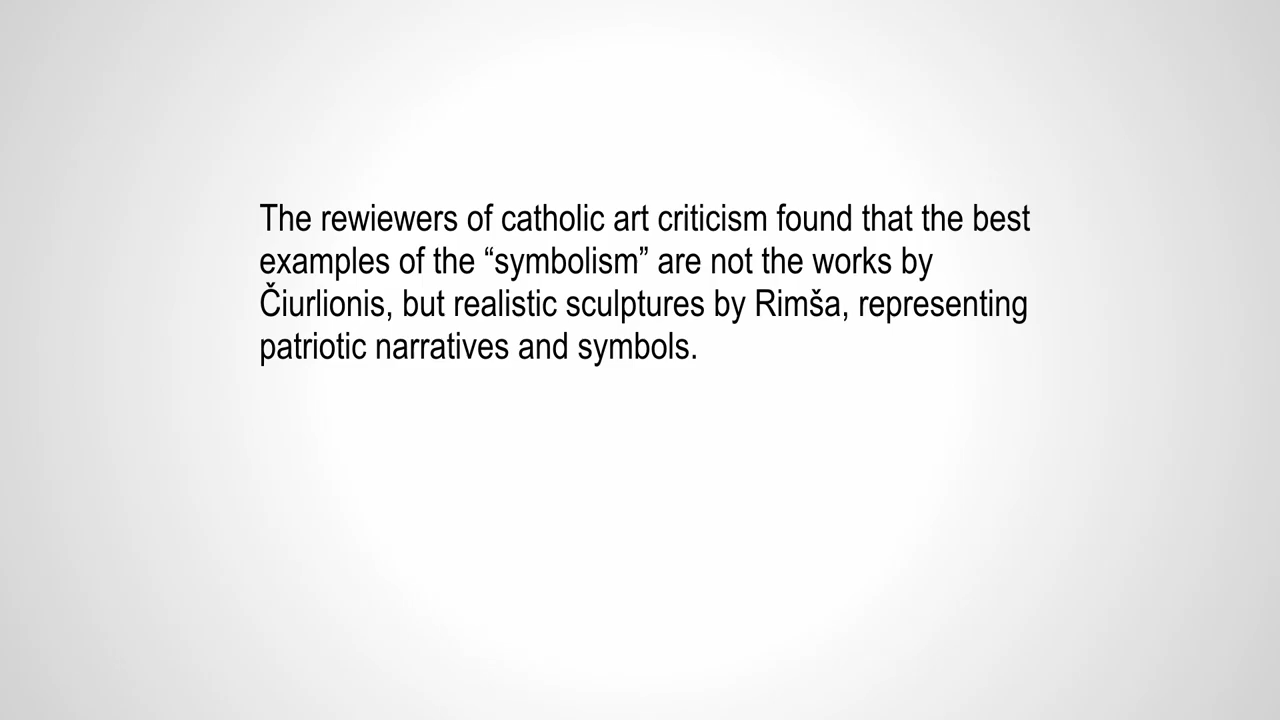 The rewiewers of catholic art criticism found that the best
examples of the “symbolism” are not the works by
Čiurlionis, but realistic sculptures by Rimša, representing
patriotic narratives and symbols.